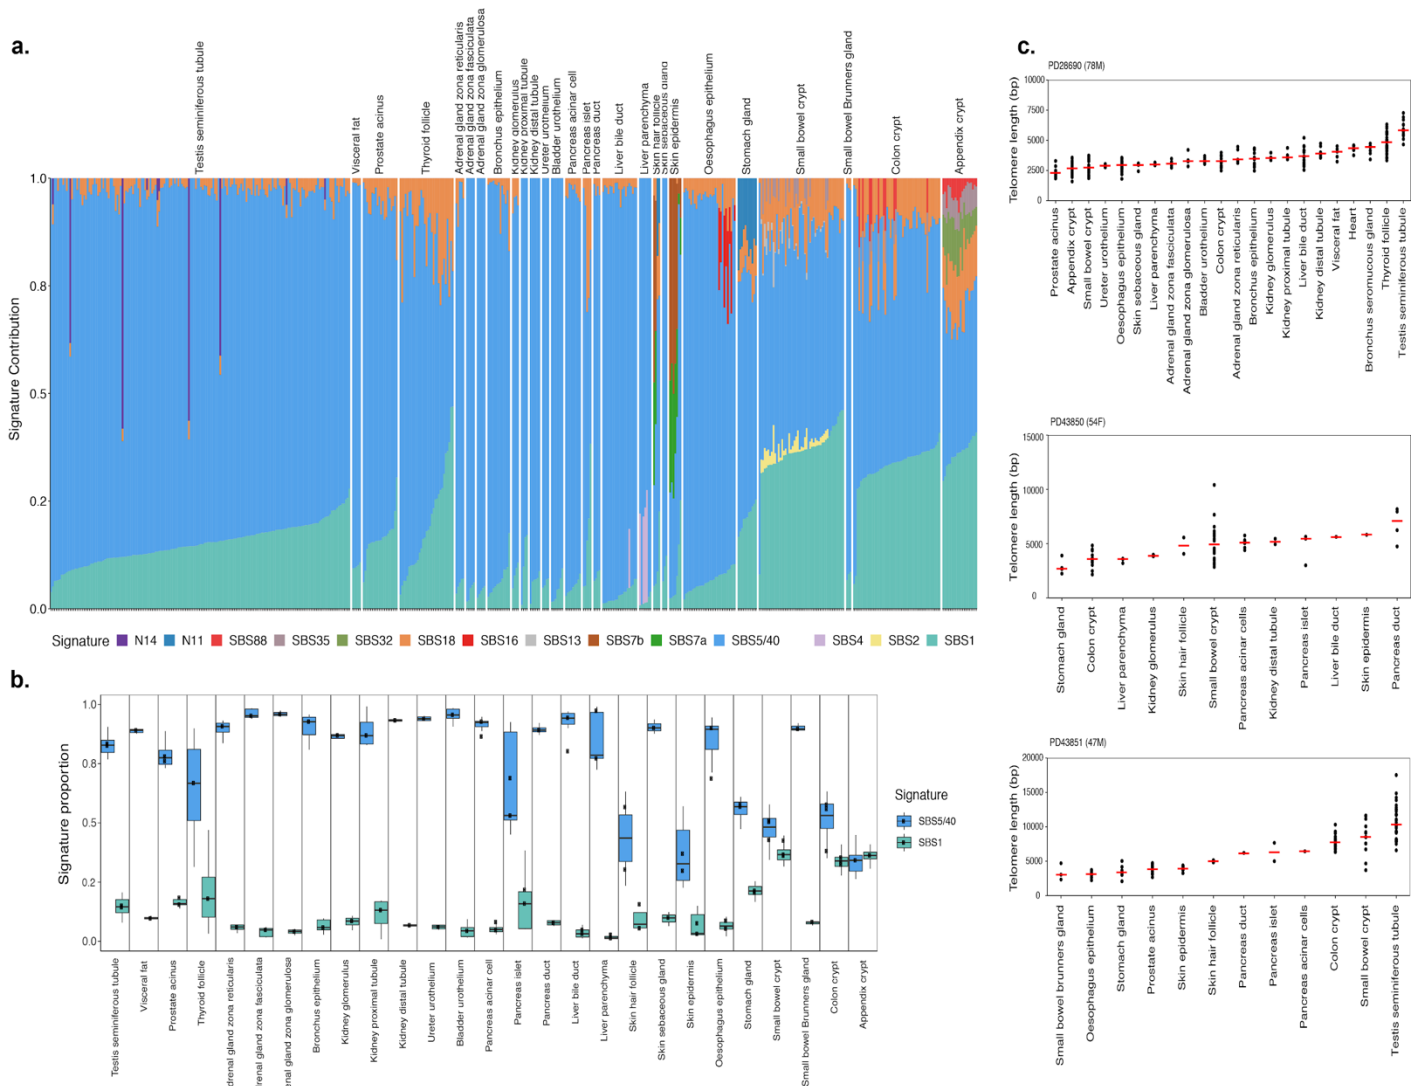 a.
Testis seminiferous tubule
Visceral fat
Prostate acinus
Thyroid follicle
Adrenal gland zona reticularis
Adrenal gland zona fasciculata
Adrenal gland zona glomerulosa
Bronchus epithelium
Kidney glomerulus
Kidney proximal tubule
Kidney distal tubule
Ureter urothelium
Bladder urothelium
Pancreas acinar cell
Pancreas islet
Pancreas duct
Liver bile duct
Liver parenchyma
Skin hair follicle
Skin sebaceous gland
Skin epidermis
Oesophagus epithelium
Stomach gland
Small bowel crypt
Small bowel Brunners gland
Colon crypt
Appendix crypt
Signature Contribution
1.0
0.8
0.5
0.2
0.0
Signature N14 N11 SBS88 SBS35 SBS32 SBS18 SBS16 SBS13 SBS7b SBS7a SBS5/40 SBS4 SBS2 SBS1
b.
Signature proportion
1.0
0.8
0.5
0.2
0.0
Signature
SBS5/40
SBS1
Testis seminiferous tubule
Visceral fat
Prostate acinus
Thyroid follicle
drenal gland zona reticularis
drenal gland zona fasciculata
enal gland zona glomerulosa
Bronchus epithelium
Kidney glomerulus
Kidney proximal tubule
Kidney distal tubule
Ureter urothelium
Bladder urothelium
Pancreas acinar cell
Pancreas islet
Pancreas duct
Liver bile duct
Liver parenchyma
Skin hair follicle
Skin sebaceous gland
Skin epidermis
Oesophagus epithelium
Stomach gland
Small bowel crypt
Small bowel Brunners gland
Colon crypt
Appendix crypt
c.
PD28690 (78M)
Telomere length (bp)
10000
7500
5000
2500
0
Prostate acinus
Appendix crypt
Small bowel crypt
Ureter urothelium
Oesophagus epithelium
Skin sebaceous gland
Liver parenchyma
Adrenal gland zona fasciculata
Adrenal gland zona glomerulosa
Bladder urothelium
Colon crypt
Adrenal gland zona reticularis
Bronchus epithelium
Kidney glomerulus
Kidney proximal tubule
Liver bile duct
Kidney distal tubule
Visceral fat
Heart
Bronchus seromucous gland
Thyroid follicle
Testis seminiferous tubule
PD43850 (54F)
Telomere length (bp)
15000
10000
5000
0
Stomach gland
Colon crypt
Liver parenchyma
Kidney glomerulus
Skin hair follicle
Small bowel crypt
Pancreas acinar cells
Kidney distal tubule
Pancreas islet
Liver bile duct
Skin epidermis
Pancreas duct
PD43851 (47M)
Telomere length (bp)
20000
15000
10000
5000
0
Small bowel brunners gland
Oesophagus epithelium
Stomach gland
Prostate acinus
Skin epidermis
Skin hair follicle
Pancreas duct
Pancreas islet
Pancreas acinar cells
Colon crypt
Small bowel crypt
Testis seminiferous tubule